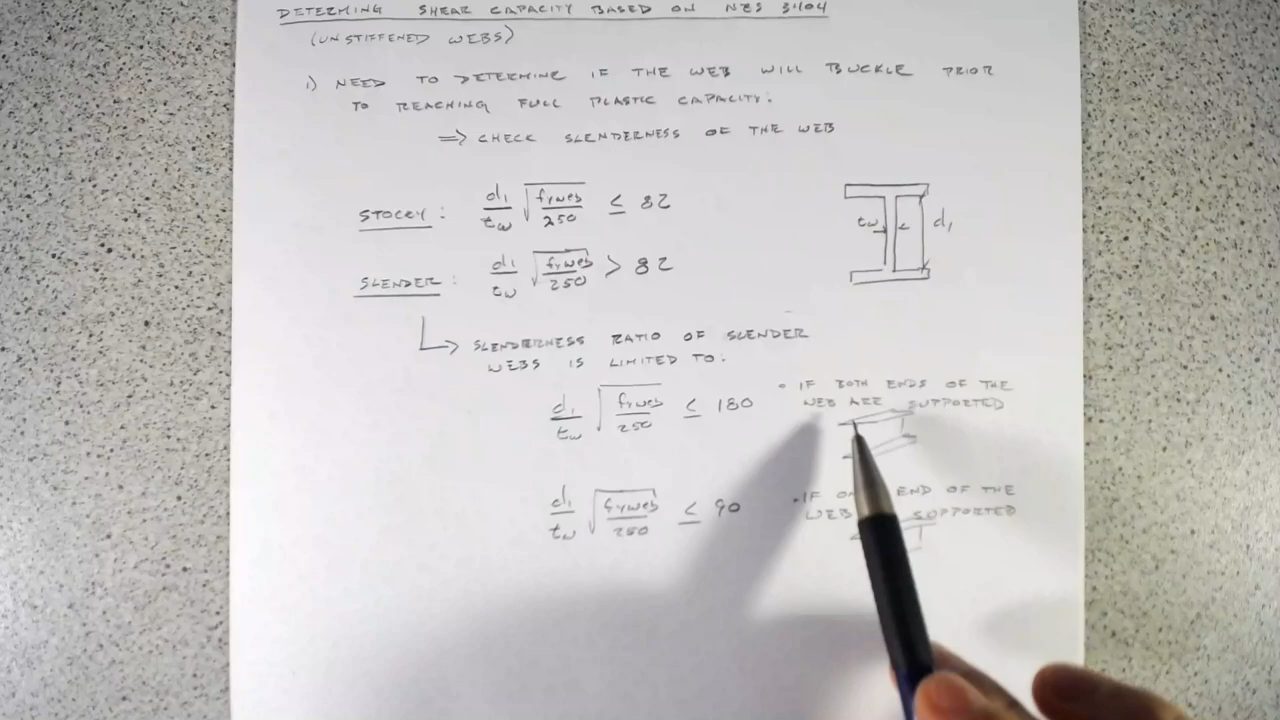 DETERMING SHEAR CAPACITY BASED ON NZS 3404
(UNSTIFFENED WEBS)
1) NEED TO DETERMINE IF THE WEB WILL BUCKLE PRIOR
TO REACHING FULL PLASTIC CAPACITY:
=> CHECK SLENDERNESS OF THE WEB
STOCKY : d1/tw √(fyweb/250) ≤ 82
tw d1
SLENDER : d1/tw √(fyweb/250) > 82
SLENDERNESS RATIO OF SLENDER
WEBS IS LIMITED TO:
d1/tw √(fyweb/250) ≤ 180
• IF BOTH ENDS OF THE
WEB ARE SUPPORTED
d1/tw √(fyweb/250) ≤ 90
• IF END OF THE
WEB SUPPORTED